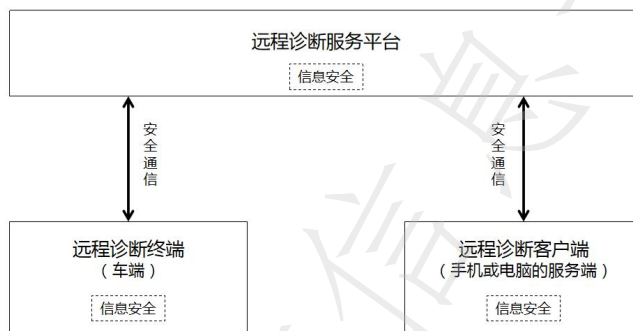 远程诊断服务平台
信息安全
安全通信
安全通信
远程诊断终端
（车端）
信息安全
远程诊断客户端
（手机或电脑的服务端）
信息安全
信息